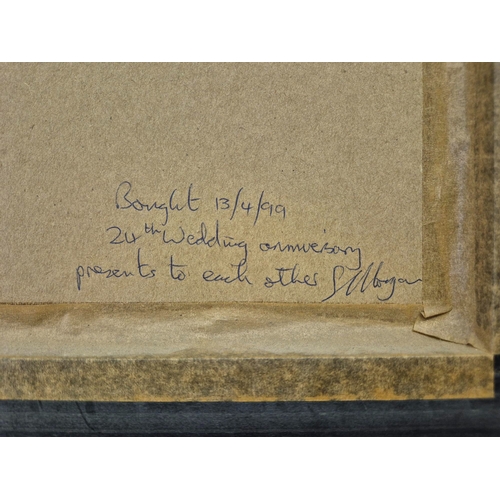 Bought 13/4/99
24th Wedding anniversary
presents to each other